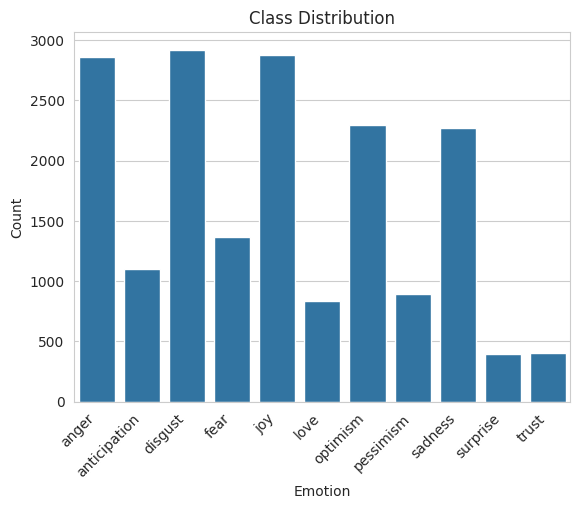 Class Distribution
Count
3000
2500
2000
1500
1000
500
0
anger
anticipation
disgust
fear
joy
love
optimism
pessimism
sadness
surprise
trust
Emotion